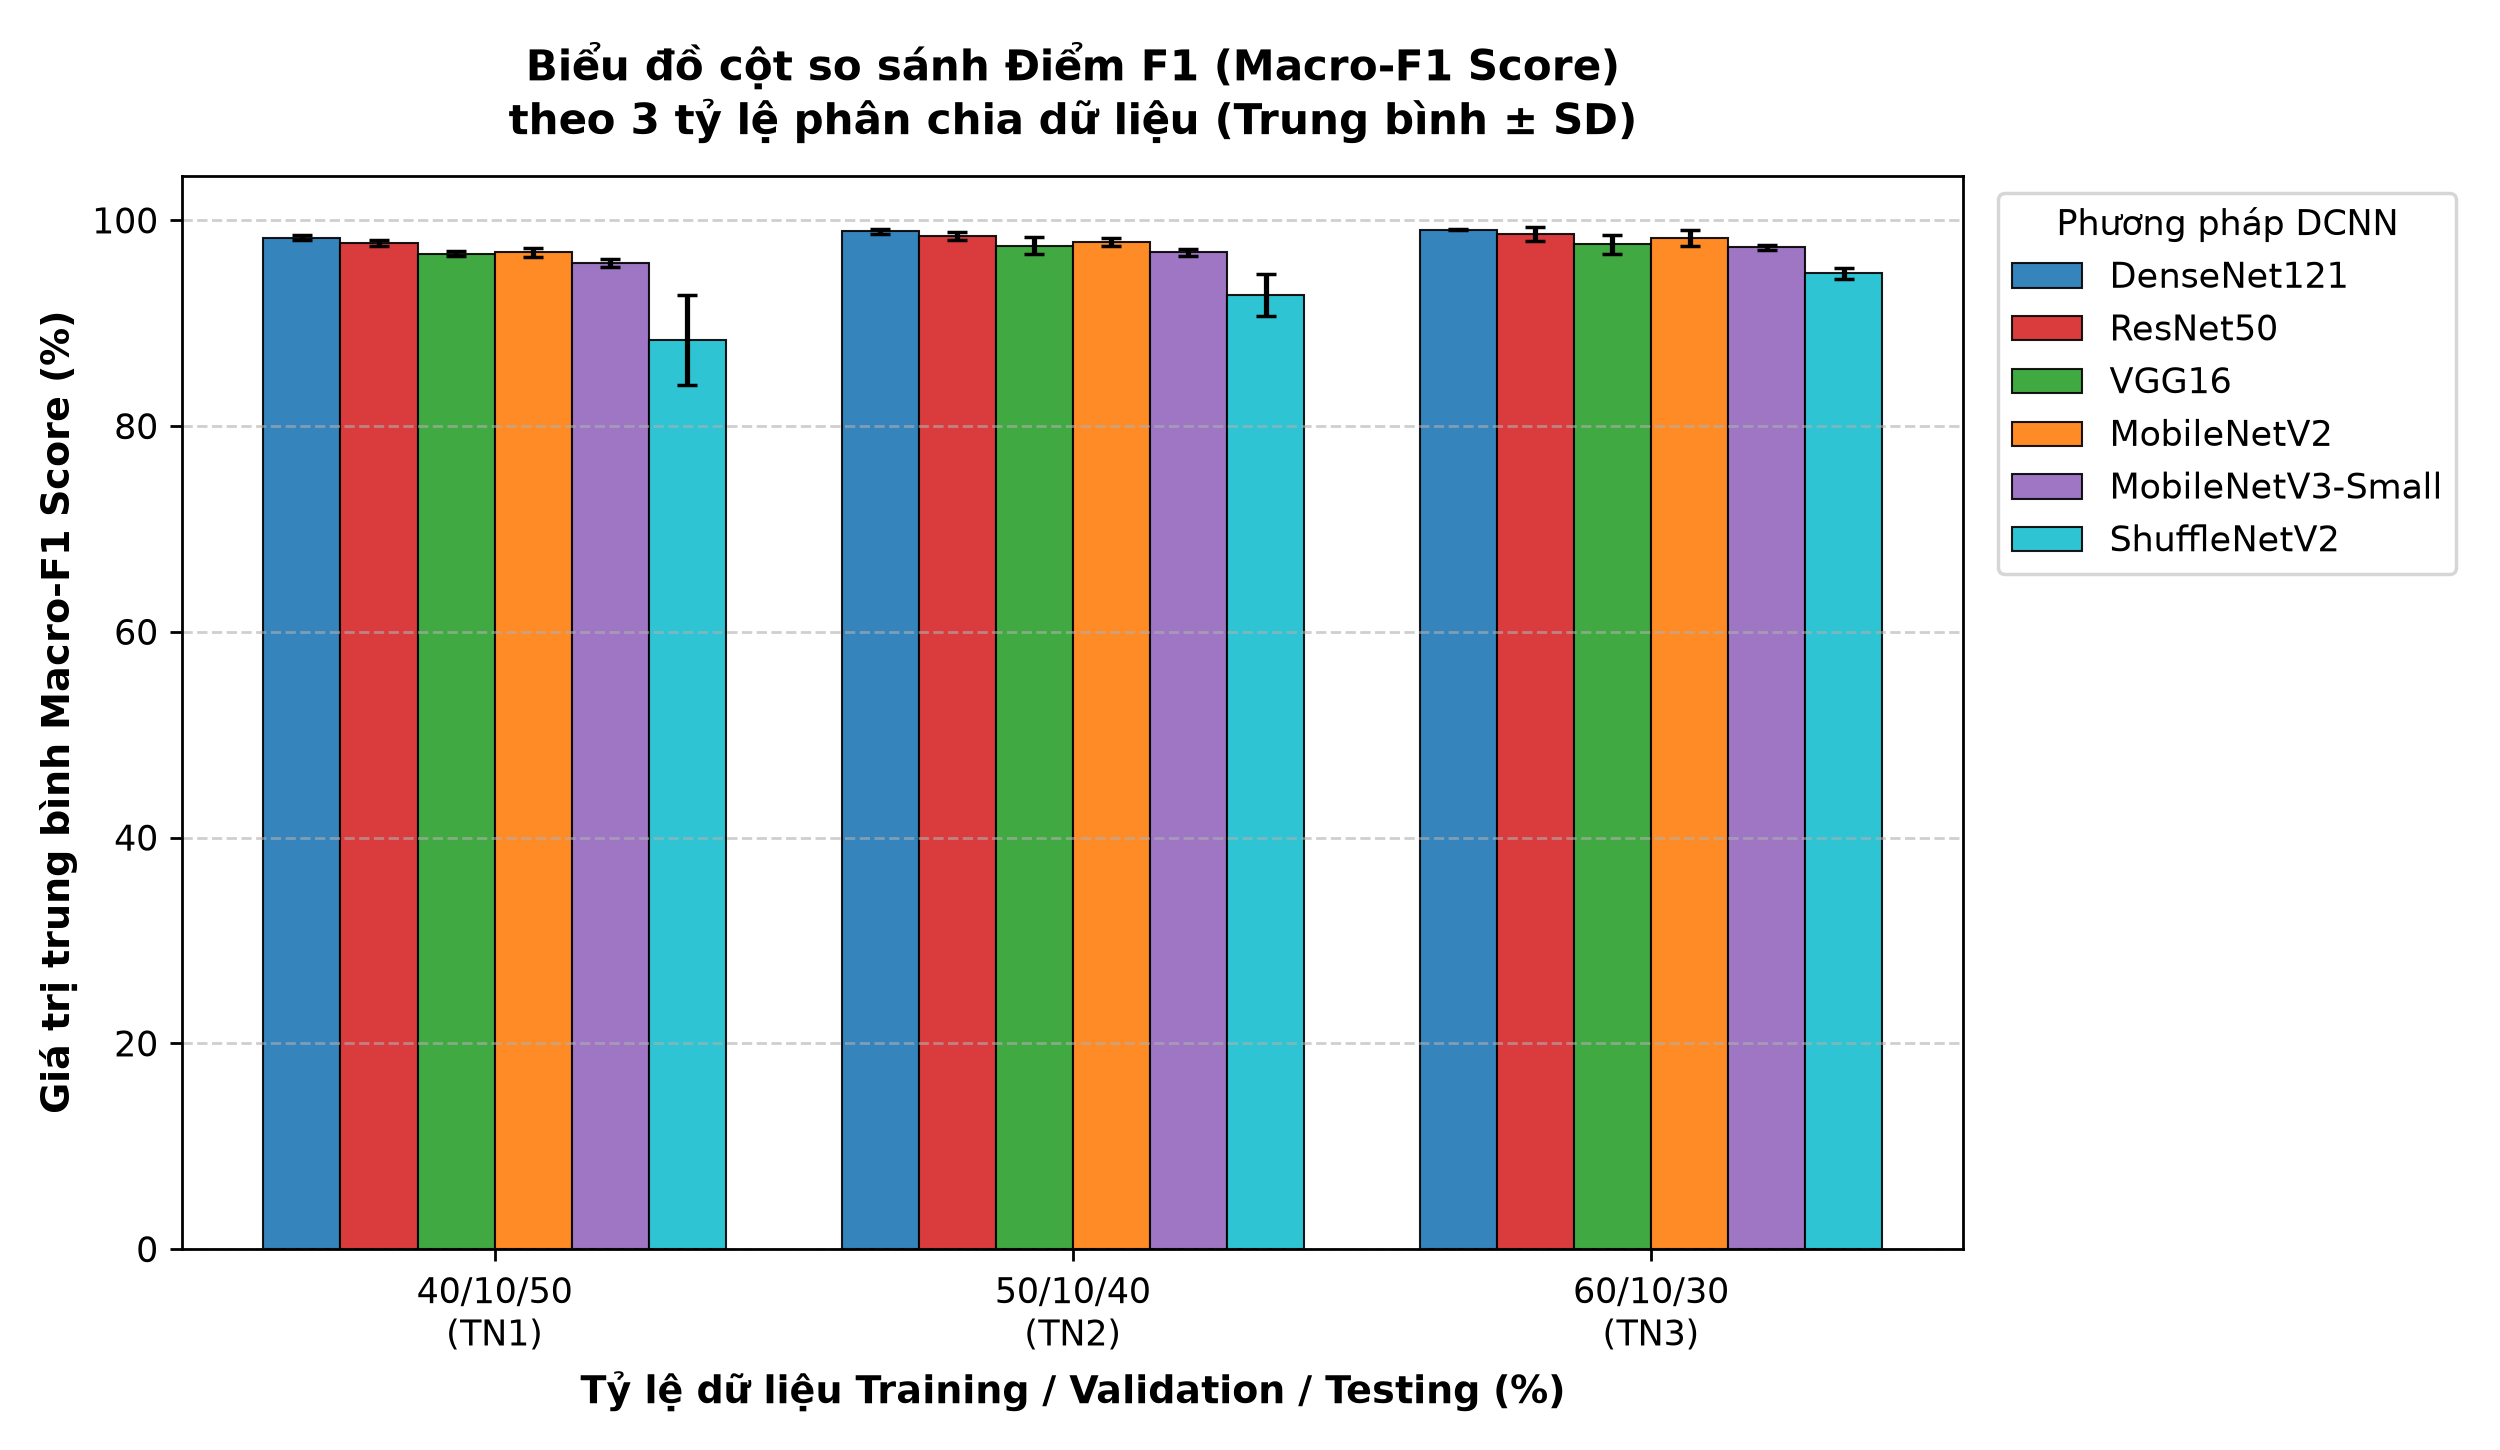 Biểu đồ cột so sánh Điểm F1 (Macro-F1 Score)
theo 3 tỷ lệ phân chia dữ liệu (Trung bình ± SD)
Giá trị trung bình Macro-F1 Score (%)
100
80
60
40
20
0
40/10/50
(TN1)
50/10/40
(TN2)
60/10/30
(TN3)
Tỷ lệ dữ liệu Training / Validation / Testing (%)
Phương pháp DCNN
DenseNet121
ResNet50
VGG16
MobileNetV2
MobileNetV3-Small
ShuffleNetV2